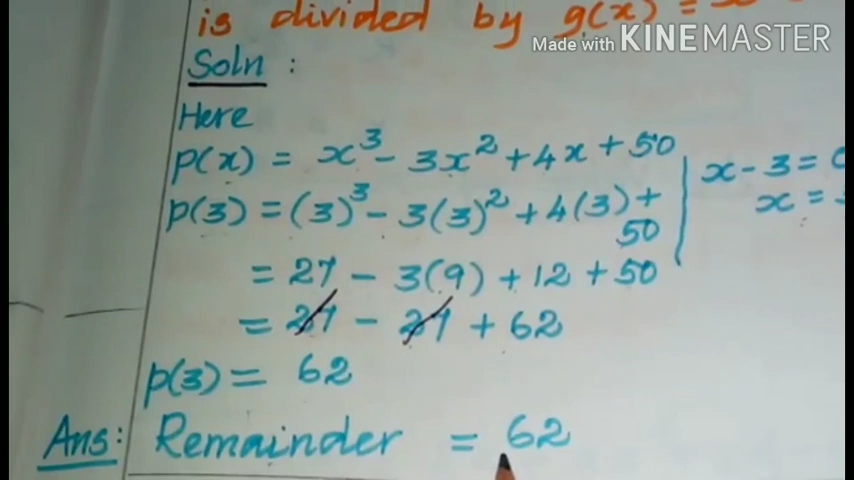 is divided by g(x) =
Made with KINEMASTER
Soln :
Here
p(x) = x³ - 3x² + 4x + 50
x - 3 = 0
p(3) = (3)³ - 3(3)² + 4(3) +
50
x =
= 27 - 3(9) + 12 + 50
= 27 - 27 + 62
p(3) = 62
Ans: Remainder = 62